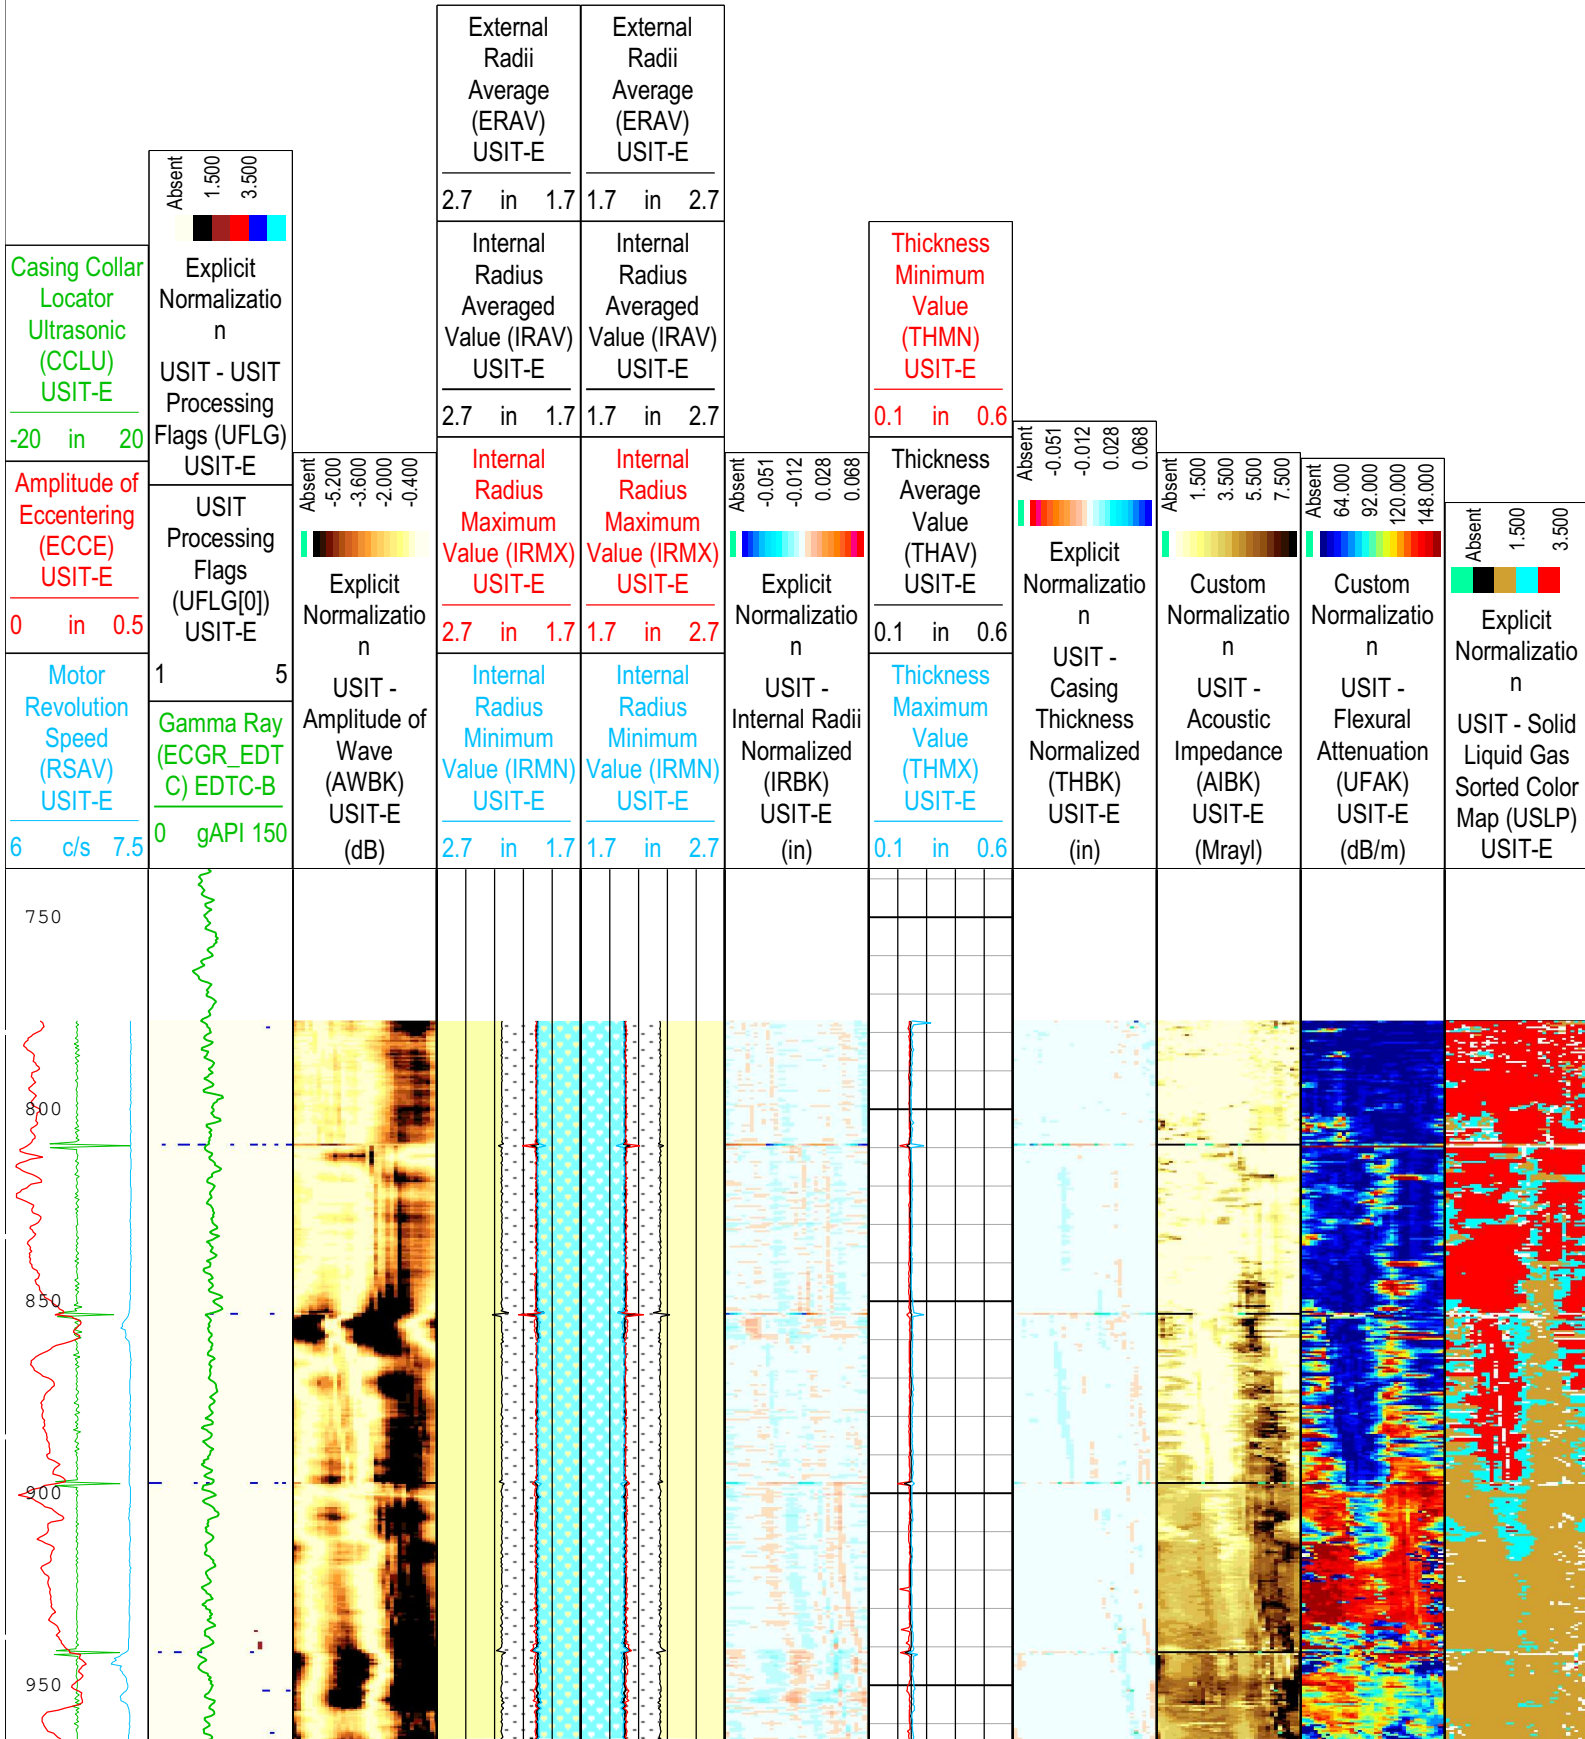 Casing Collar
Locator
Ultrasonic
(CCLU)
USIT-E
-20 in 20
Amplitude of
Eccentering
(ECCE)
USIT-E
0 in 0.5
Motor
Revolution
Speed
(RSAV)
USIT-E
6 c/s 7.5
Absent
1.500
3.500
Explicit
Normalizatio
n
USIT - USIT
Processing
Flags (UFLG)
USIT-E
USIT
Processing
Flags
(UFLG[0])
USIT-E
1 5
Gamma Ray
(ECGR_EDT
C) EDTC-B
0 gAPI 150
Absent
-5.200
-3.600
-2.000
-0.400
Explicit
Normalizatio
n
USIT -
Amplitude of
Wave
(AWBK)
USIT-E
(dB)
External
Radii
Average
(ERAV)
USIT-E
2.7 in 1.7
Internal
Radius
Averaged
Value (IRAV)
USIT-E
2.7 in 1.7
Internal
Radius
Maximum
Value (IRMX)
USIT-E
2.7 in 1.7
Internal
Radius
Minimum
Value (IRMN)
USIT-E
2.7 in 1.7
External
Radii
Average
(ERAV)
USIT-E
1.7 in 2.7
Internal
Radius
Averaged
Value (IRAV)
USIT-E
1.7 in 2.7
Internal
Radius
Maximum
Value (IRMX)
USIT-E
1.7 in 2.7
Internal
Radius
Minimum
Value (IRMN)
USIT-E
1.7 in 2.7
Absent
-0.051
-0.012
0.028
0.068
Explicit
Normalizatio
n
USIT -
Internal Radii
Normalized
(IRBK)
USIT-E
(in)
Thickness
Minimum
Value
(THMN)
USIT-E
0.1 in 0.6
Thickness
Average
Value
(THAV)
USIT-E
0.1 in 0.6
Thickness
Maximum
Value
(THMX)
USIT-E
0.1 in 0.6
Absent
-0.051
-0.012
0.028
0.068
Explicit
Normalizatio
n
USIT -
Casing
Thickness
Normalized
(THBK)
USIT-E
(in)
Absent
1.500
3.500
5.500
7.500
Custom
Normalizatio
n
USIT -
Acoustic
Impedance
(AIBK)
USIT-E
(Mrayl)
Absent
64.000
92.000
120.000
148.000
Custom
Normalizatio
n
USIT -
Flexural
Attenuation
(UFAK)
USIT-E
(dB/m)
Absent
1.500
3.500
Explicit
Normalizatio
n
USIT - Solid
Liquid Gas
Sorted Color
Map (USLP)
USIT-E
750
800
850
900
950